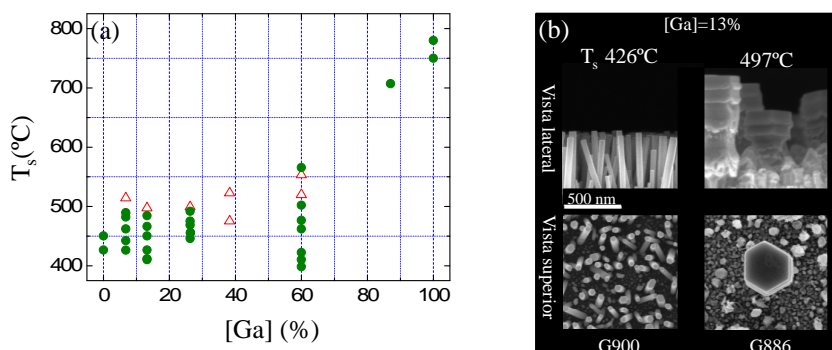 (a)
800
700
600
500
400
T_s(ºC)
0 20 40 60 80 100
[Ga] (%)
(b)
[Ga]=13%
T_s 426ºC 497ºC
Vista lateral
500 nm
Vista superior
G900 G886